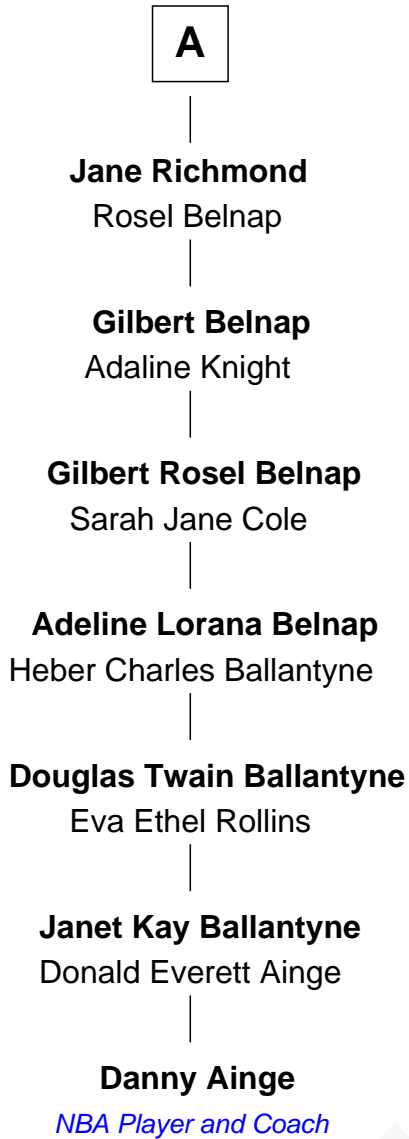 A
Jane Richmond
Rosel Belnap
Gilbert Belnap
Adaline Knight
Gilbert Rosel Belnap
Sarah Jane Cole
Adeline Lorana Belnap
Heber Charles Ballantyne
Douglas Twain Ballantyne
Eva Ethel Rollins
Janet Kay Ballantyne
Donald Everett Ainge
Danny Ainge
NBA Player and Coach